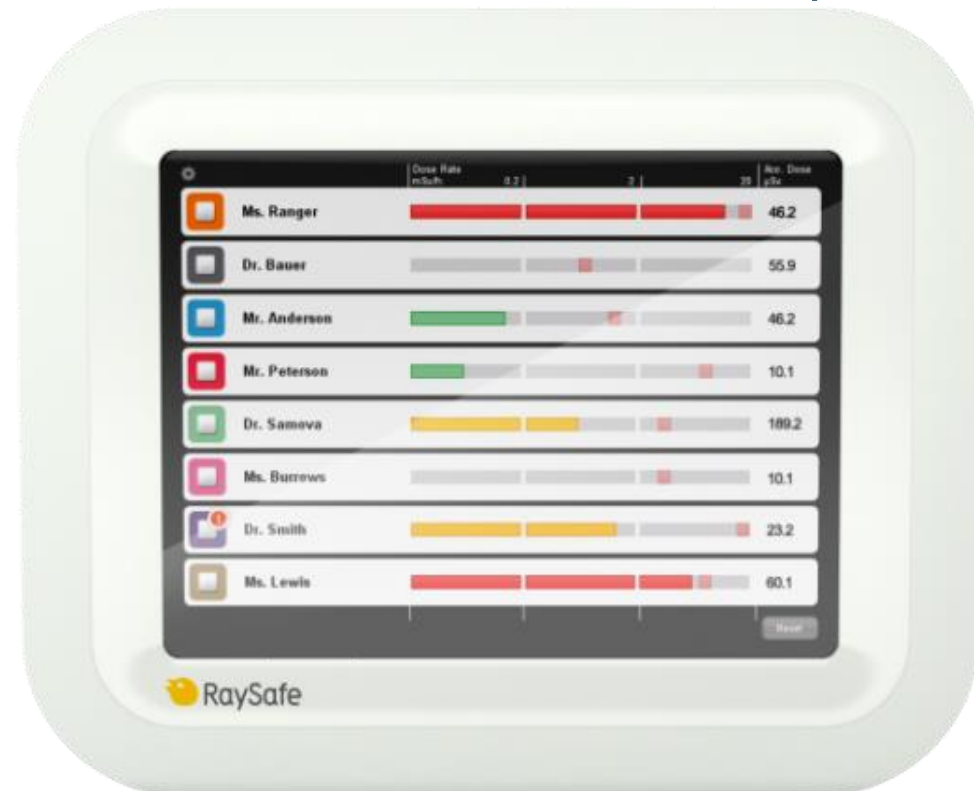 Dose Rate
mSv/h 0.2 2 20
Acc. Dose
µSv
Ms. Ranger 46.2
Dr. Bauer 55.9
Mr. Anderson 46.2
Mr. Peterson 10.1
Dr. Samova 189.2
Ms. Burrows 10.1
! Dr. Smith 23.2
Ms. Lewis 60.1
Reset
RaySafe